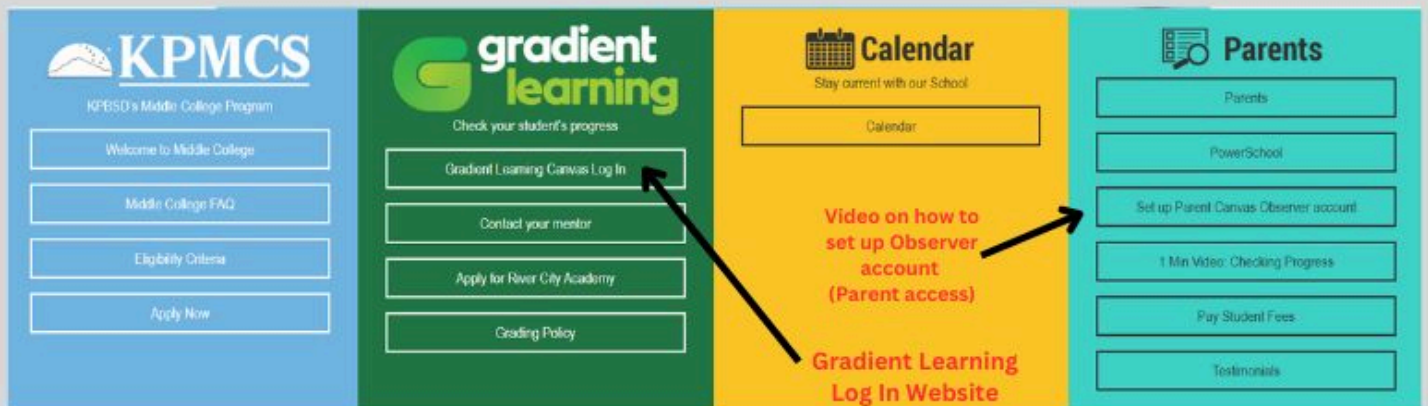 KPMCS
KPBSD's Middle College Program
Welcome to Middle College
Middle College FAQ
Eligibility Criteria
Apply Now
gradient
learning
Check your student's progress
Gradient Learning Canvas Log In
Contact your mentor
Apply for River City Academy
Grading Policy
Calendar
Stay current with our School
Calendar
Video on how to
set up Observer
account
(Parent access)
Gradient Learning
Log In Website
Parents
Parents
PowerSchool
Set up Parent Canvas Observer account
1 Min Video: Checking Progress
Pay Student Fees
Testimonials